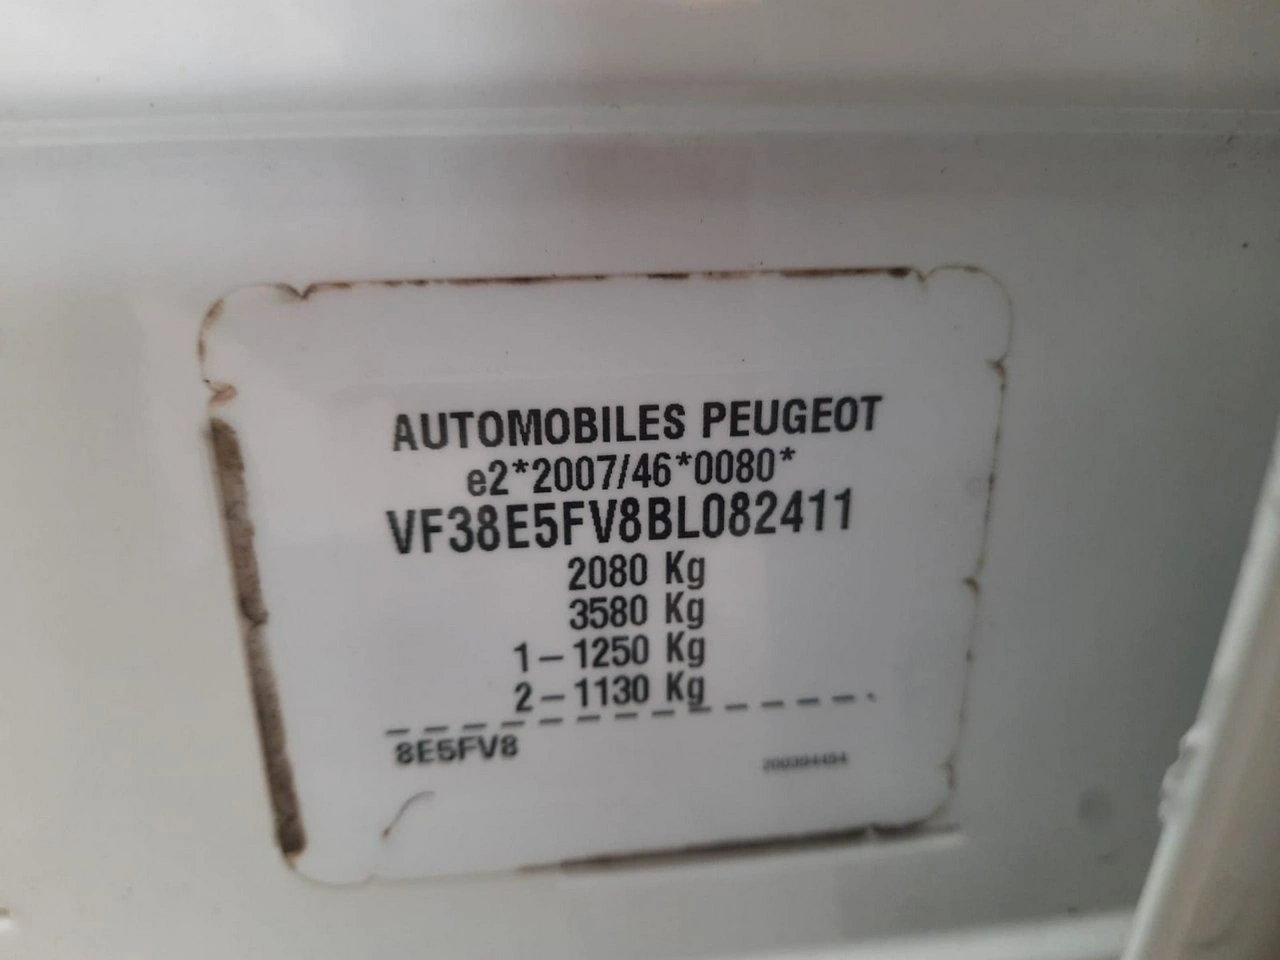 AUTOMOBILES PEUGEOT
e2*2007/46*0080*
VF38E5FV8BL082411
2080 Kg
3580 Kg
1-1250 Kg
2-1130 Kg
8E5FV8